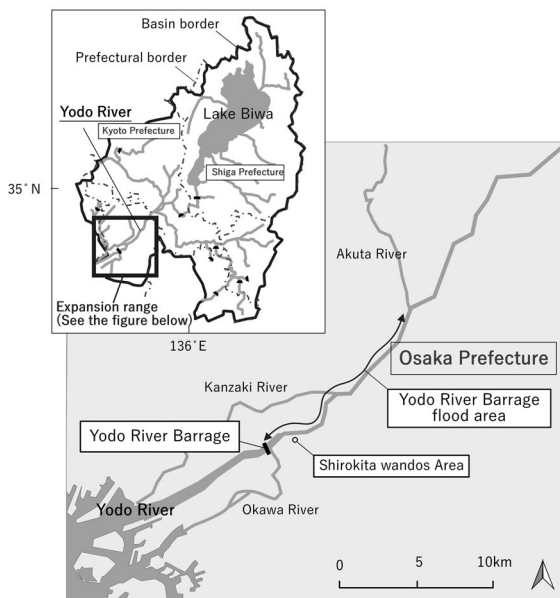 Basin border
Prefectural border
Yodo River
Lake Biwa
Kyoto Prefecture
Shiga Prefecture
35° N
Expansion range
(See the figure below)
136°E
Akuta River
Osaka Prefecture
Kanzaki River
Yodo River Barrage
flood area
Yodo River Barrage
Shirokita wandos Area
Yodo River
Okawa River
0 5 10km